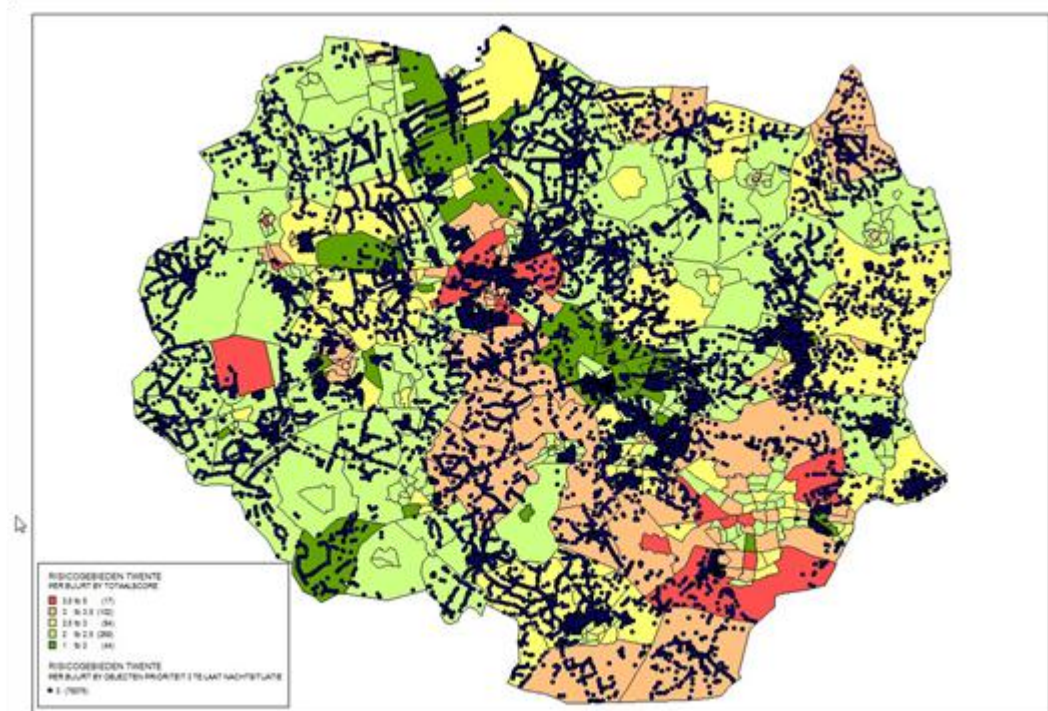 RISICOGEBIEDEN TWENTE
PER BUURT BY TOTAALSCORE
3,5 to 5 (17)
3 to 3,5 (102)
2,5 to 3 (94)
2 to 2,5 (268)
1 to 2 (44)
RISICOGEBIEDEN TWENTE
PER BUURT BY OBJECTEN PRIORITEIT 3 TE LAAT NACHTSITUATIE